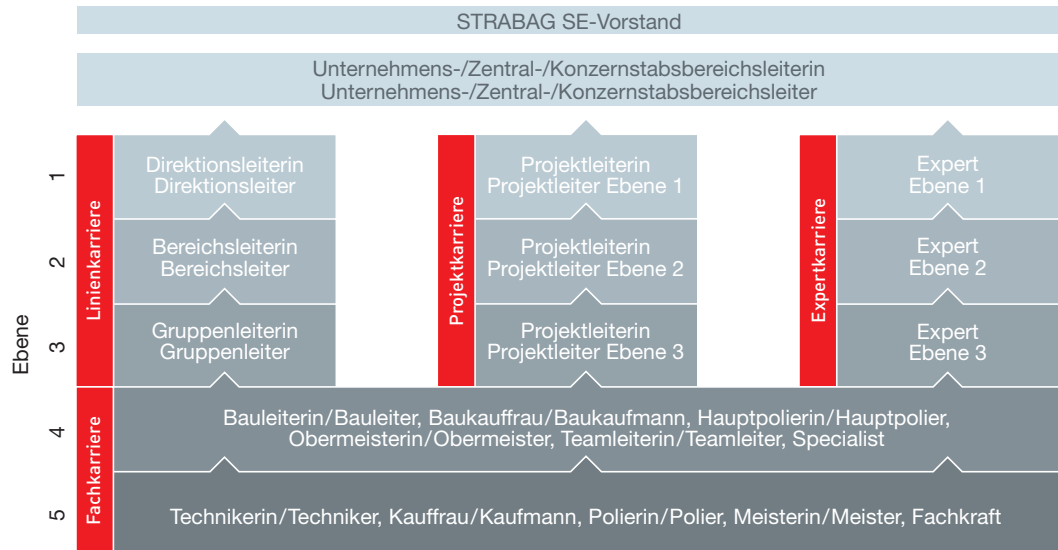 STRABAG SE-Vorstand
Unternehmens-/Zentral-/Konzernstabsbereichsleiterin
Unternehmens-/Zentral-/Konzernstabsbereichsleiter
Ebene
1
Linienkarriere
Direktionsleiterin
Direktionsleiter
Projektkarriere
Projektleiterin
Projektleiter Ebene 1
Expertkarriere
Expert
Ebene 1
2
Bereichsleiterin
Bereichsleiter
Projektleiterin
Projektleiter Ebene 2
Expert
Ebene 2
3
Gruppenleiterin
Gruppenleiter
Projektleiterin
Projektleiter Ebene 3
Expert
Ebene 3
4
Fachkarriere
Bauleiterin/Bauleiter, Baukauffrau/Baukaufmann, Hauptpolierin/Hauptpolier,
Obermeisterin/Obermeister, Teamleiterin/Teamleiter, Specialist
5
Technikerin/Techniker, Kauffrau/Kaufmann, Polierin/Polier, Meisterin/Meister, Fachkraft